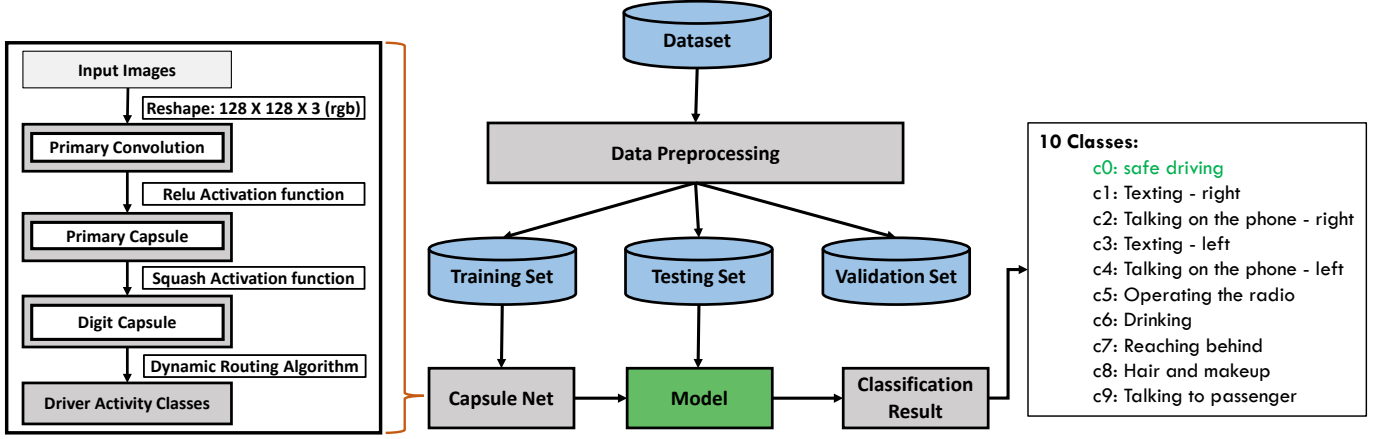 Input Images
Reshape: 128 X 128 X 3 (rgb)
Primary Convolution
Relu Activation function
Primary Capsule
Squash Activation function
Digit Capsule
Dynamic Routing Algorithm
Driver Activity Classes
Dataset
Data Preprocessing
Training Set
Testing Set
Validation Set
Capsule Net
Model
Classification
Result
10 Classes:
c0: safe driving
c1: Texting - right
c2: Talking on the phone - right
c3: Texting - left
c4: Talking on the phone - left
c5: Operating the radio
c6: Drinking
c7: Reaching behind
c8: Hair and makeup
c9: Talking to passenger